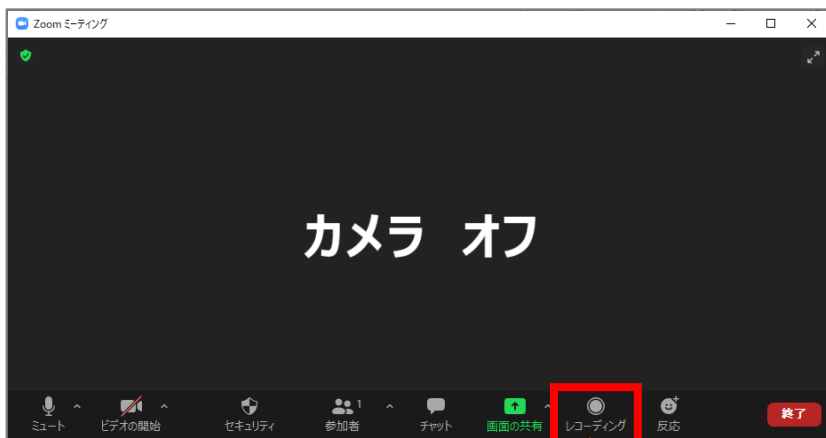 Zoom ミーティング
カメラ オフ
1
ミュート ビデオの開始 セキュリティ 参加者 チャット 画面の共有 レコーディング 反応 終了